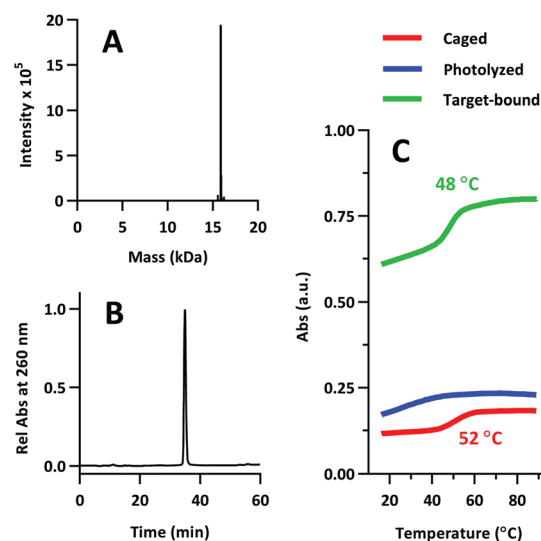 A
Intensity x 10⁵
20
15
10
5
0
0 5 10 15 20
Mass (kDa)
B
Rel Abs at 260 nm
1.0
0.5
0.0
0 20 40 60
Time (min)
Caged
Photolyzed
Target-bound
C
Abs (a.u.)
1.00
0.75
0.50
0.25
0.00
48 °C
52 °C
20 40 60 80
Temperature (°C)